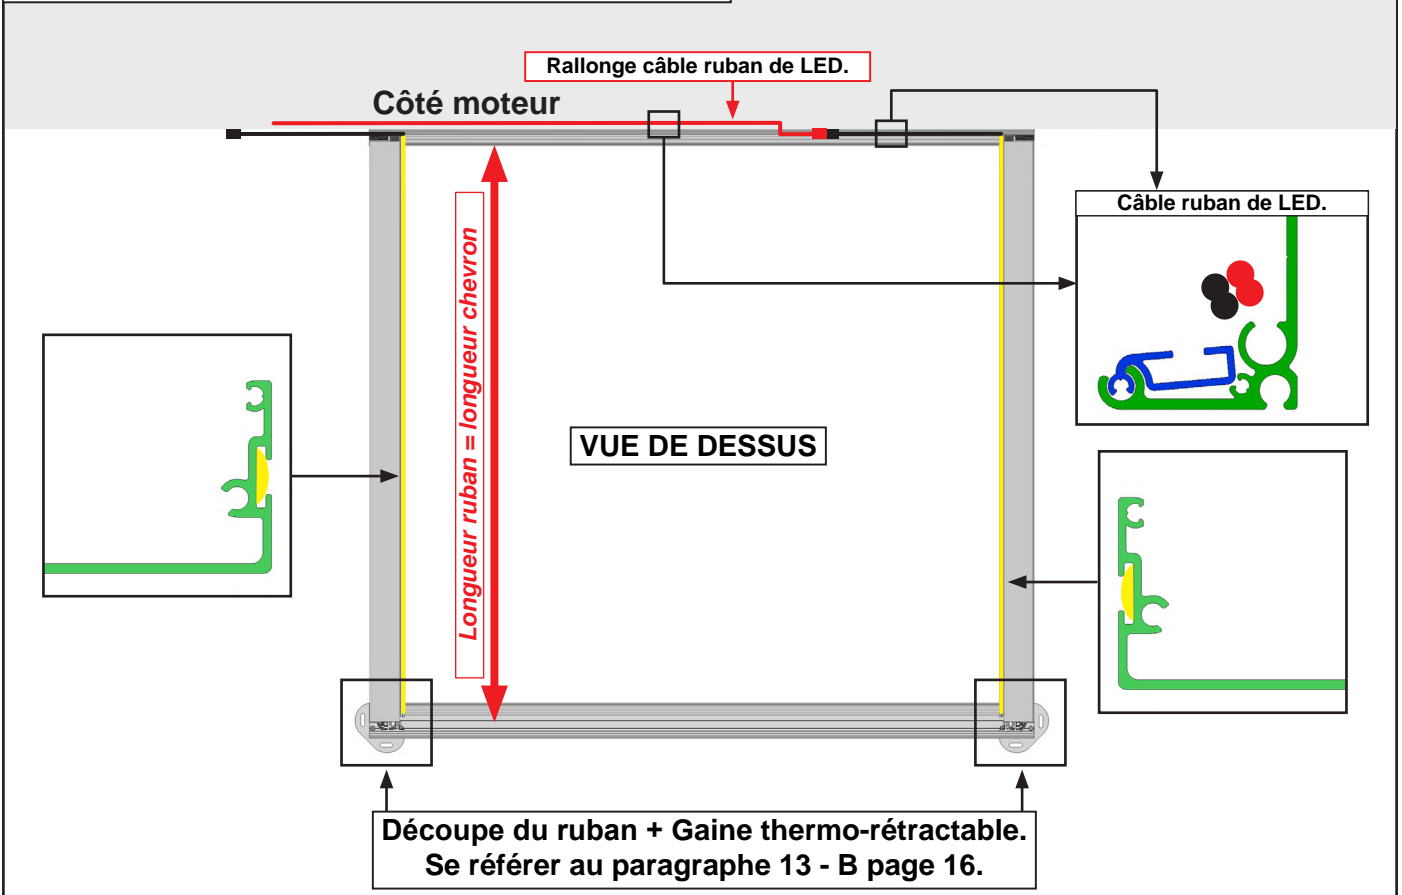 Rallonge câble ruban de LED.
Côté moteur
Câble ruban de LED.
Longueur ruban = longueur chevron
VUE DE DESSUS
Découpe du ruban + Gaine thermo-rétractable.
Se référer au paragraphe 13 - B page 16.